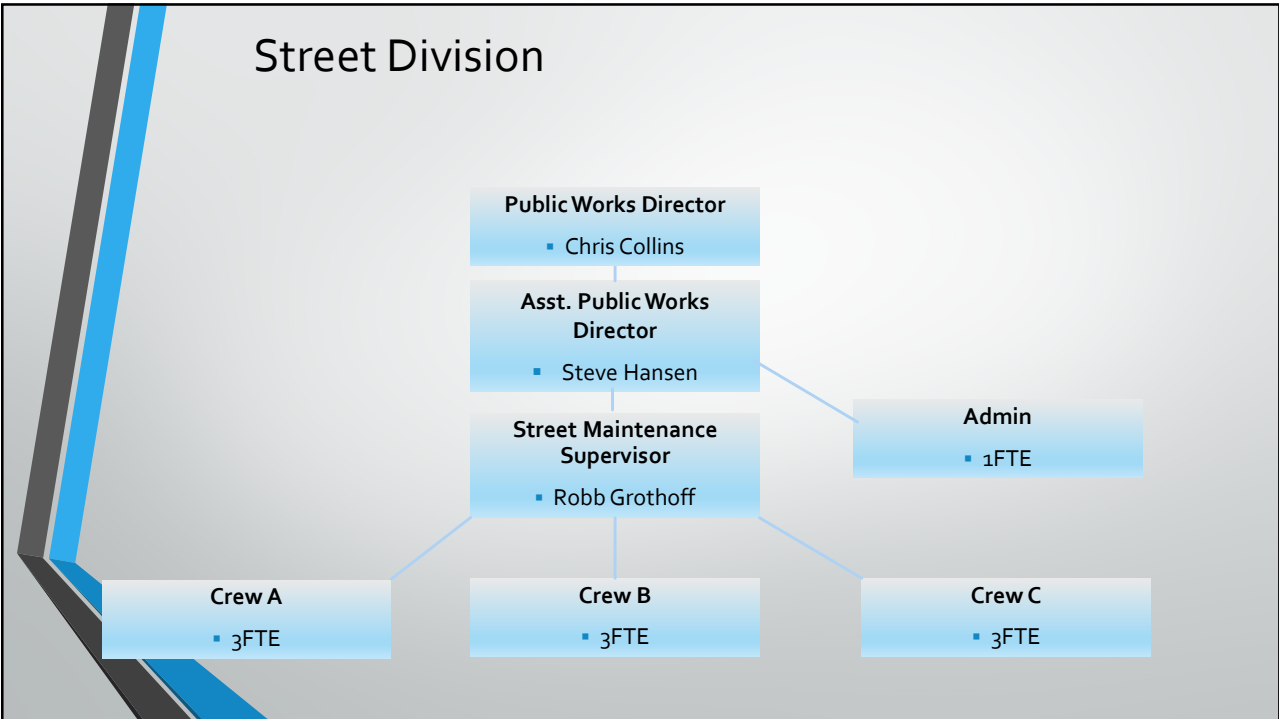 Street Division
Public Works Director
▪ Chris Collins
Asst. Public Works
Director
▪ Steve Hansen
Admin
▪ 1FTE
Street Maintenance
Supervisor
▪ Robb Grothoff
Crew A
▪ 3FTE
Crew B
▪ 3FTE
Crew C
▪ 3FTE